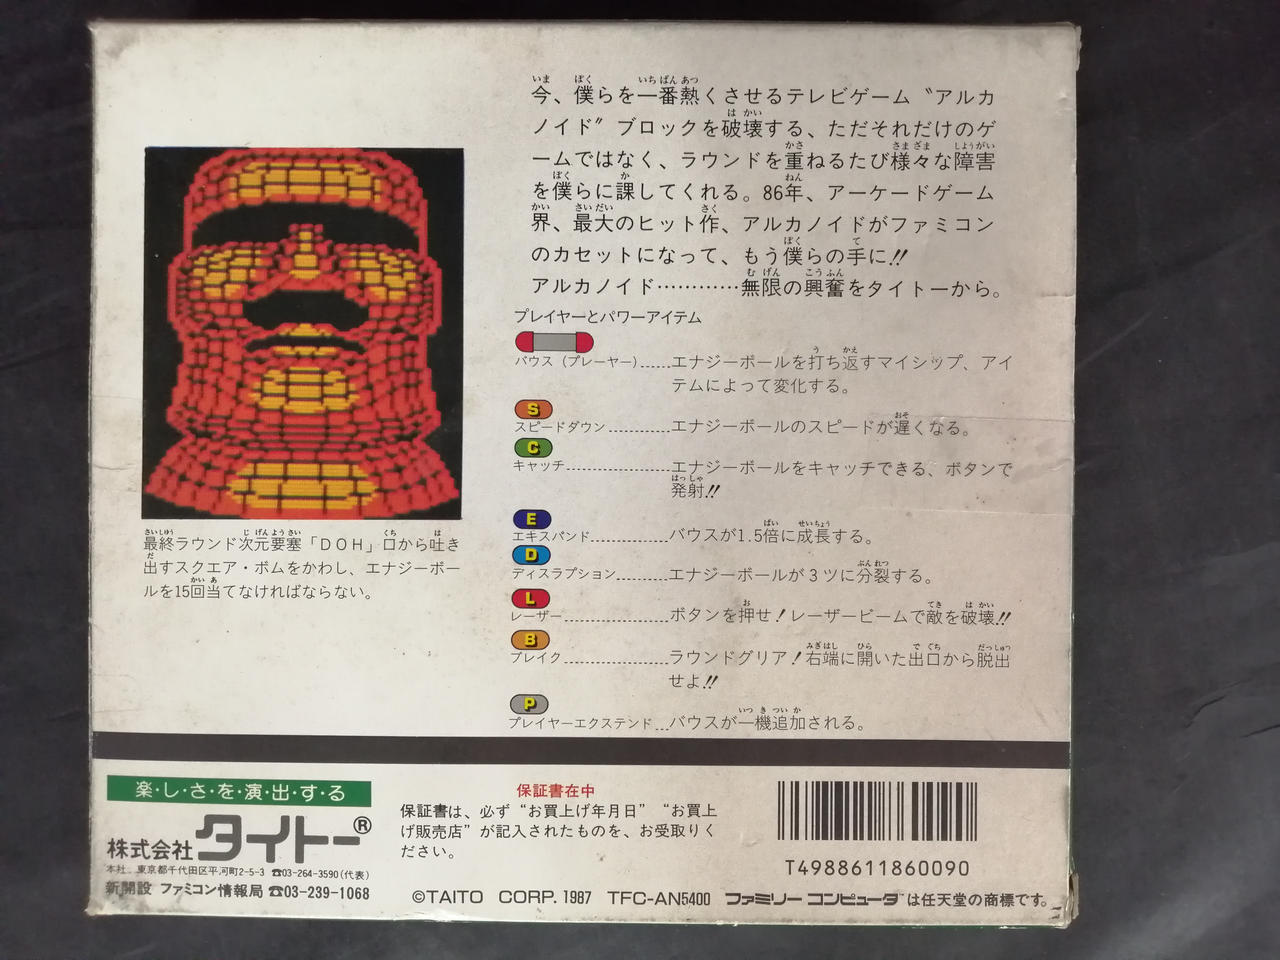 今、僕らを一番熱くさせるテレビゲーム〝アルカ
ノイド〟ブロックを破壊する、ただそれだけのゲ
ームではなく、ラウンドを重ねるたび様々な障害
を僕らに課してくれる。86年、アーケードゲーム
界、最大のヒット作、アルカノイドがファミコン
のカセットになって、もう僕らの手に!!
アルカノイド…………無限の興奮をタイトーから。
プレイヤーとパワーアイテム
バウス（プレーヤー）……エナジーボールを打ち返すマイシップ、アイ
テムによって変化する。
S
スピードダウン…………エナジーボールのスピードが遅くなる。
C
キャッチ…………エナジーボールをキャッチできる、ボタンで
発射!!
E
エキスパンド…………バウスが1.5倍に成長する。
D
ディスラプション…………エナジーボールが3ツに分裂する。
L
レーザー…………ボタンを押せ！レーザービームで敵を破壊!!
B
ブレイク…………ラウンドグリア！右端に開いた出口から脱出
せよ!!
P
プレイヤーエクステンド…バウスが一機追加される。
最終ラウンド次元要塞「DOH」口から吐き
出すスクエア・ボムをかわし、エナジーボー
ルを15回当てなければならない。
楽・し・さ・を・演・出・す・る
株式会社タイトー®
本社、東京都千代田区平河町2-5-3 ☎03-264-3590(代表)
新開設 ファミコン情報局 ☎03-239-1068
保証書在中
保証書は、必ず“お買上げ年月日”“お買上
げ販売店”が記入されたものを、お受取りく
ださい。
T4988611860090
©TAITO CORP. 1987 TFC-AN5400 ファミリーコンピュータ™は任天堂の商標です。